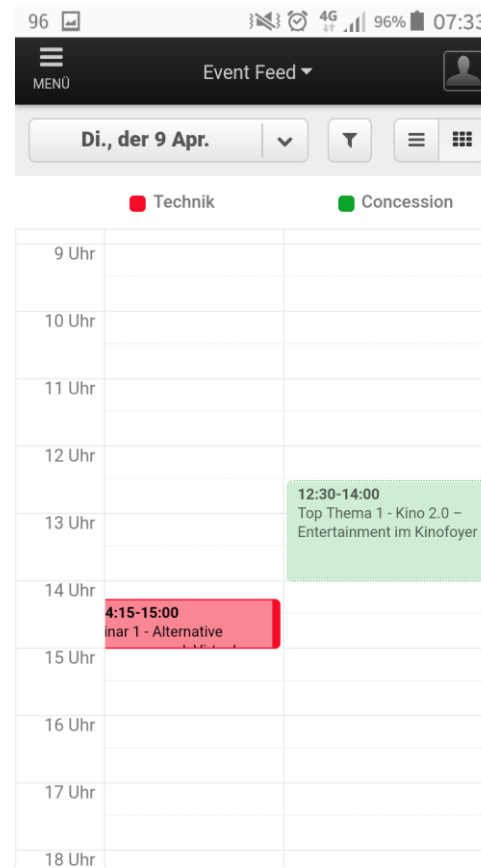 96 4G 96% 07:33
MENÜ
Event Feed
Di., der 9 Apr.
Technik Concession
9 Uhr
10 Uhr
11 Uhr
12 Uhr
12:30-14:00
Top Thema 1 - Kino 2.0 –
Entertainment im Kinofoyer
13 Uhr
14 Uhr
4:15-15:00
inar 1 - Alternative
15 Uhr
16 Uhr
17 Uhr
18 Uhr